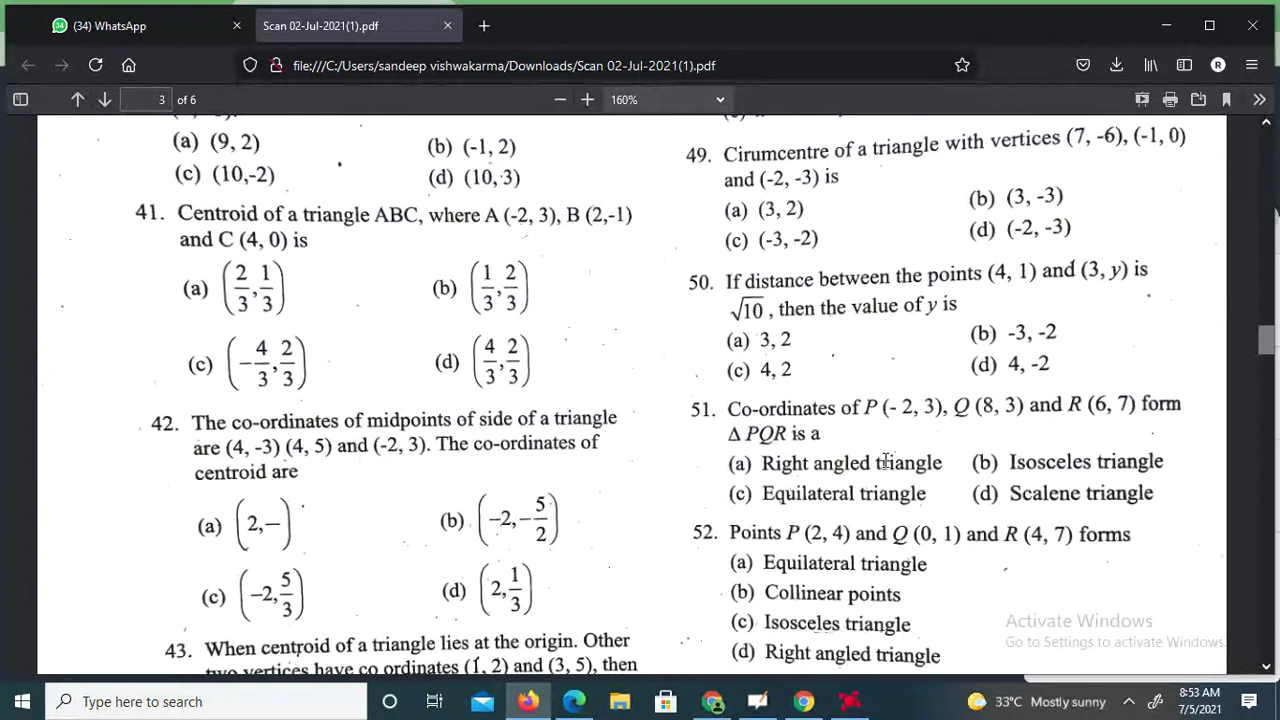 (34) WhatsApp
Scan 02-Jul-2021(1).pdf
file:///C:/Users/sandeep vishwakarma/Downloads/Scan 02-Jul-2021(1).pdf
3 of 6
160%
(a) (9, 2)
(b) (-1, 2)
(c) (10,-2)
(d) (10, 3)
41. Centroid of a triangle ABC, where A (-2, 3), B (2,-1)
and C (4, 0) is
(a) (2/3, 1/3)
(b) (1/3, 2/3)
(c) (-4/3, 2/3)
(d) (4/3, 2/3)
42. The co-ordinates of midpoints of side of a triangle
are (4, -3) (4, 5) and (-2, 3). The co-ordinates of
centroid are
(a) (2,–)
(b) (-2, -5/2)
(c) (-2, 5/3)
(d) (2, 1/3)
43. When centroid of a triangle lies at the origin. Other
two vertices have co ordinates (1, 2) and (3, 5), then
49. Cirumcentre of a triangle with vertices (7, -6), (-1, 0)
and (-2, -3) is
(a) (3, 2)
(b) (3, -3)
(c) (-3, -2)
(d) (-2, -3)
50. If distance between the points (4, 1) and (3, y) is
√10, then the value of y is
(a) 3, 2
(b) -3, -2
(c) 4, 2
(d) 4, -2
51. Co-ordinates of P (- 2, 3), Q (8, 3) and R (6, 7) form
Δ PQR is a
(a) Right angled triangle
(b) Isosceles triangle
(c) Equilateral triangle
(d) Scalene triangle
52. Points P (2, 4) and Q (0, 1) and R (4, 7) forms
(a) Equilateral triangle
(b) Collinear points
(c) Isosceles triangle
(d) Right angled triangle
Activate Windows
Go to Settings to activate Windows.
Type here to search
33°C Mostly sunny
8:53 AM
7/5/2021